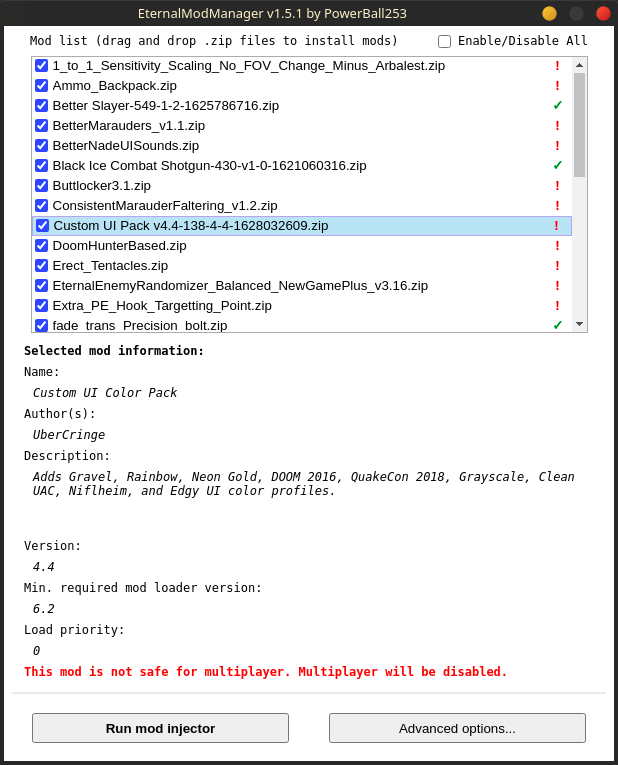 EternalModManager v1.5.1 by PowerBall253
Mod list (drag and drop .zip files to install mods) Enable/Disable All
1_to_1_Sensitivity_Scaling_No_FOV_Change_Minus_Arbalest.zip !
Ammo_Backpack.zip !
Better Slayer-549-1-2-1625786716.zip ✓
BetterMarauders_v1.1.zip !
BetterNadeUISounds.zip !
Black Ice Combat Shotgun-430-v1-0-1621060316.zip ✓
Buttlocker3.1.zip !
ConsistentMarauderFaltering_v1.2.zip !
Custom UI Pack v4.4-138-4-4-1628032609.zip !
DoomHunterBased.zip !
Erect_Tentacles.zip !
EternalEnemyRandomizer_Balanced_NewGamePlus_v3.16.zip !
Extra_PE_Hook_Targetting_Point.zip !
fade_trans_Precision_bolt.zip ✓
Selected mod information:
Name:
Custom UI Color Pack
Author(s):
UberCringe
Description:
Adds Gravel, Rainbow, Neon Gold, DOOM 2016, QuakeCon 2018, Grayscale, Clean
UAC, Niflheim, and Edgy UI color profiles.
Version:
4.4
Min. required mod loader version:
6.2
Load priority:
0
This mod is not safe for multiplayer. Multiplayer will be disabled.
Run mod injector Advanced options...